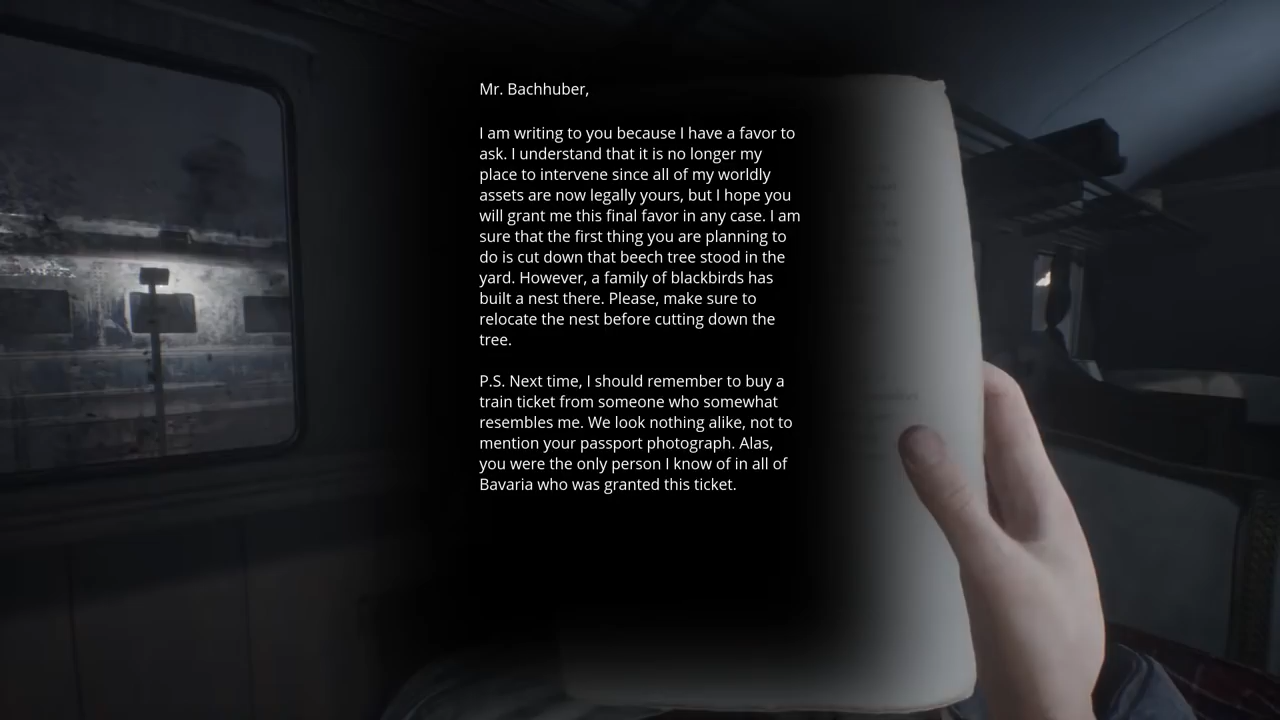 Mr. Bachhuber,
I am writing to you because I have a favor to
ask. I understand that it is no longer my
place to intervene since all of my worldly
assets are now legally yours, but I hope you
will grant me this final favor in any case. I am
sure that the first thing you are planning to
do is cut down that beech tree stood in the
yard. However, a family of blackbirds has
built a nest there. Please, make sure to
relocate the nest before cutting down the
tree.
P.S. Next time, I should remember to buy a
train ticket from someone who somewhat
resembles me. We look nothing alike, not to
mention your passport photograph. Alas,
you were the only person I know of in all of
Bavaria who was granted this ticket.